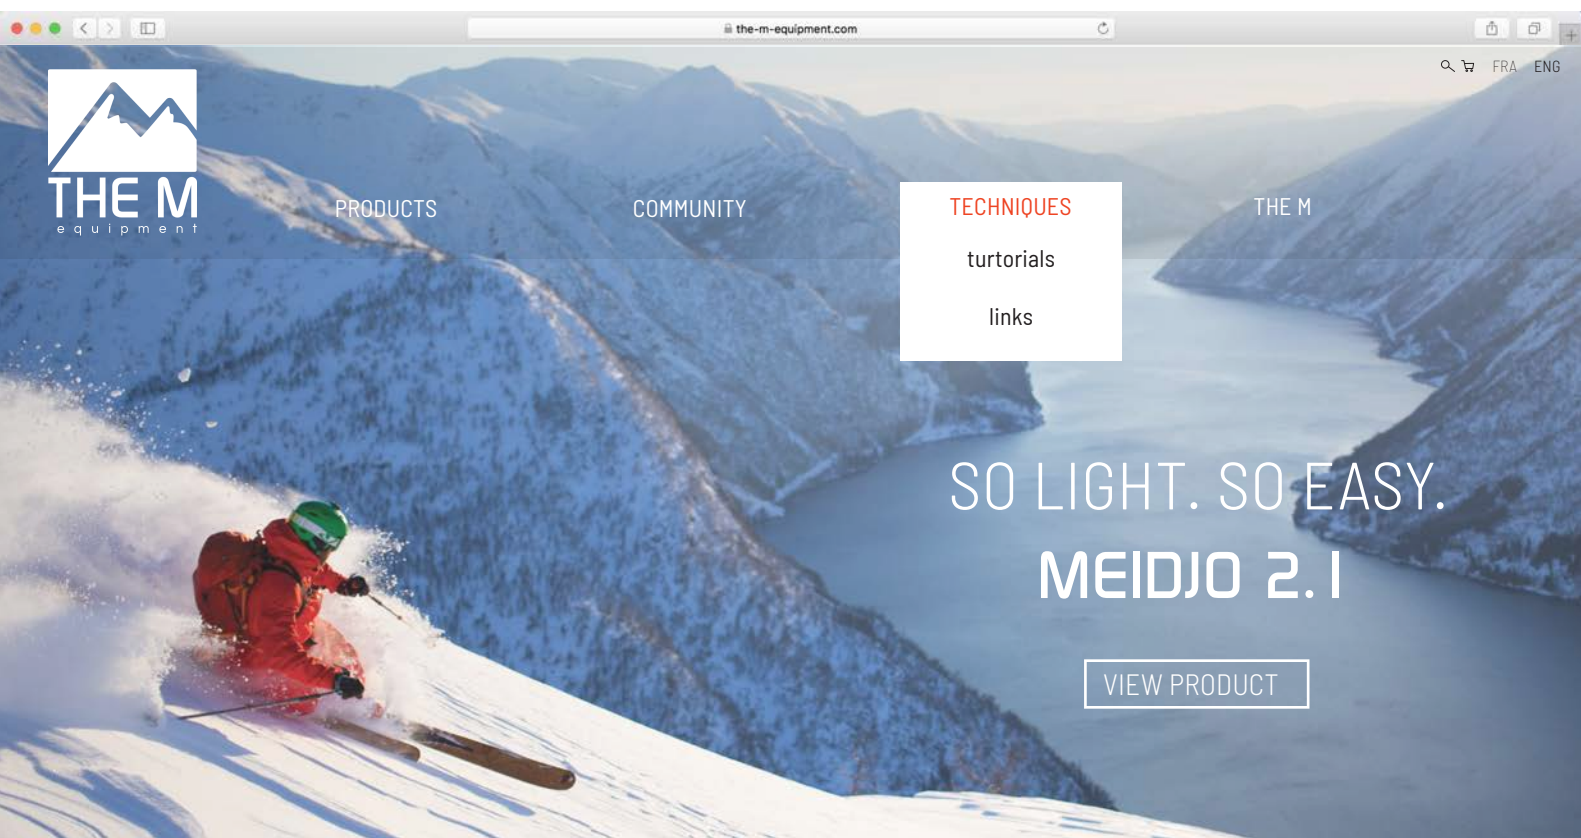 the-m-equipment.com
FRA ENG
THE M
equipment
PRODUCTS COMMUNITY TECHNIQUES THE M
turtorials
links
SO LIGHT. SO EASY.
MEIDJO 2.1
VIEW PRODUCT